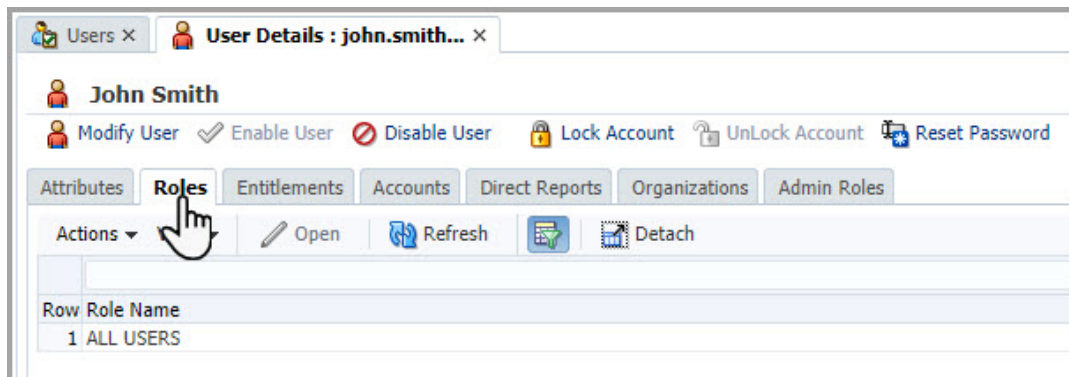 Users × User Details : john.smith... ×
John Smith
Modify User Enable User Disable User Lock Account UnLock Account Reset Password
Attributes Roles Entitlements Accounts Direct Reports Organizations Admin Roles
Actions Open Refresh Detach
Row Role Name
1 ALL USERS